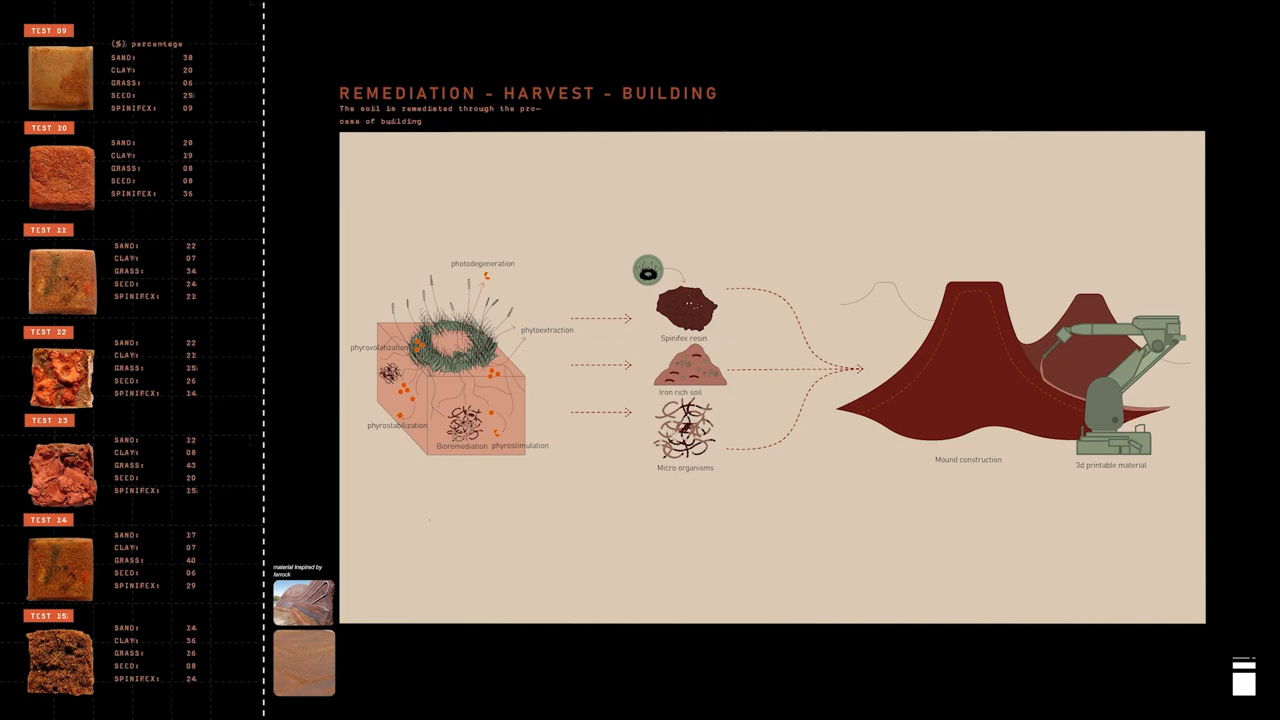 TEST 09
(%) percentage
SAND: 38
CLAY: 20
GRASS: 06
SEED: 25
SPINIFEX: 09
TEST 10
SAND: 28
CLAY: 19
GRASS: 08
SEED: 08
SPINIFEX: 36
TEST 11
SAND: 22
CLAY: 07
GRASS: 34
SEED: 24
SPINIFEX: 21
TEST 12
SAND: 22
CLAY: 21
GRASS: 15
SEED: 26
SPINIFEX: 14
TEST 13
SAND: 12
CLAY: 08
GRASS: 43
SEED: 20
SPINIFEX: 15
TEST 14
SAND: 17
CLAY: 07
GRASS: 40
SEED: 06
SPINIFEX: 29
TEST 15
SAND: 14
CLAY: 36
GRASS: 16
SEED: 08
SPINIFEX: 24
material Inspired by
ferrock
REMEDIATION - HARVEST - BUILDING
The soil is remediated through the pro-
cess of building
photodegeneration
phytoextraction
phyrovolatization
phyrostabilization
Bioremediation
phyrostimulation
Spinifex resin
Iron rich soil
Micro organisms
Mound construction
3d printable material